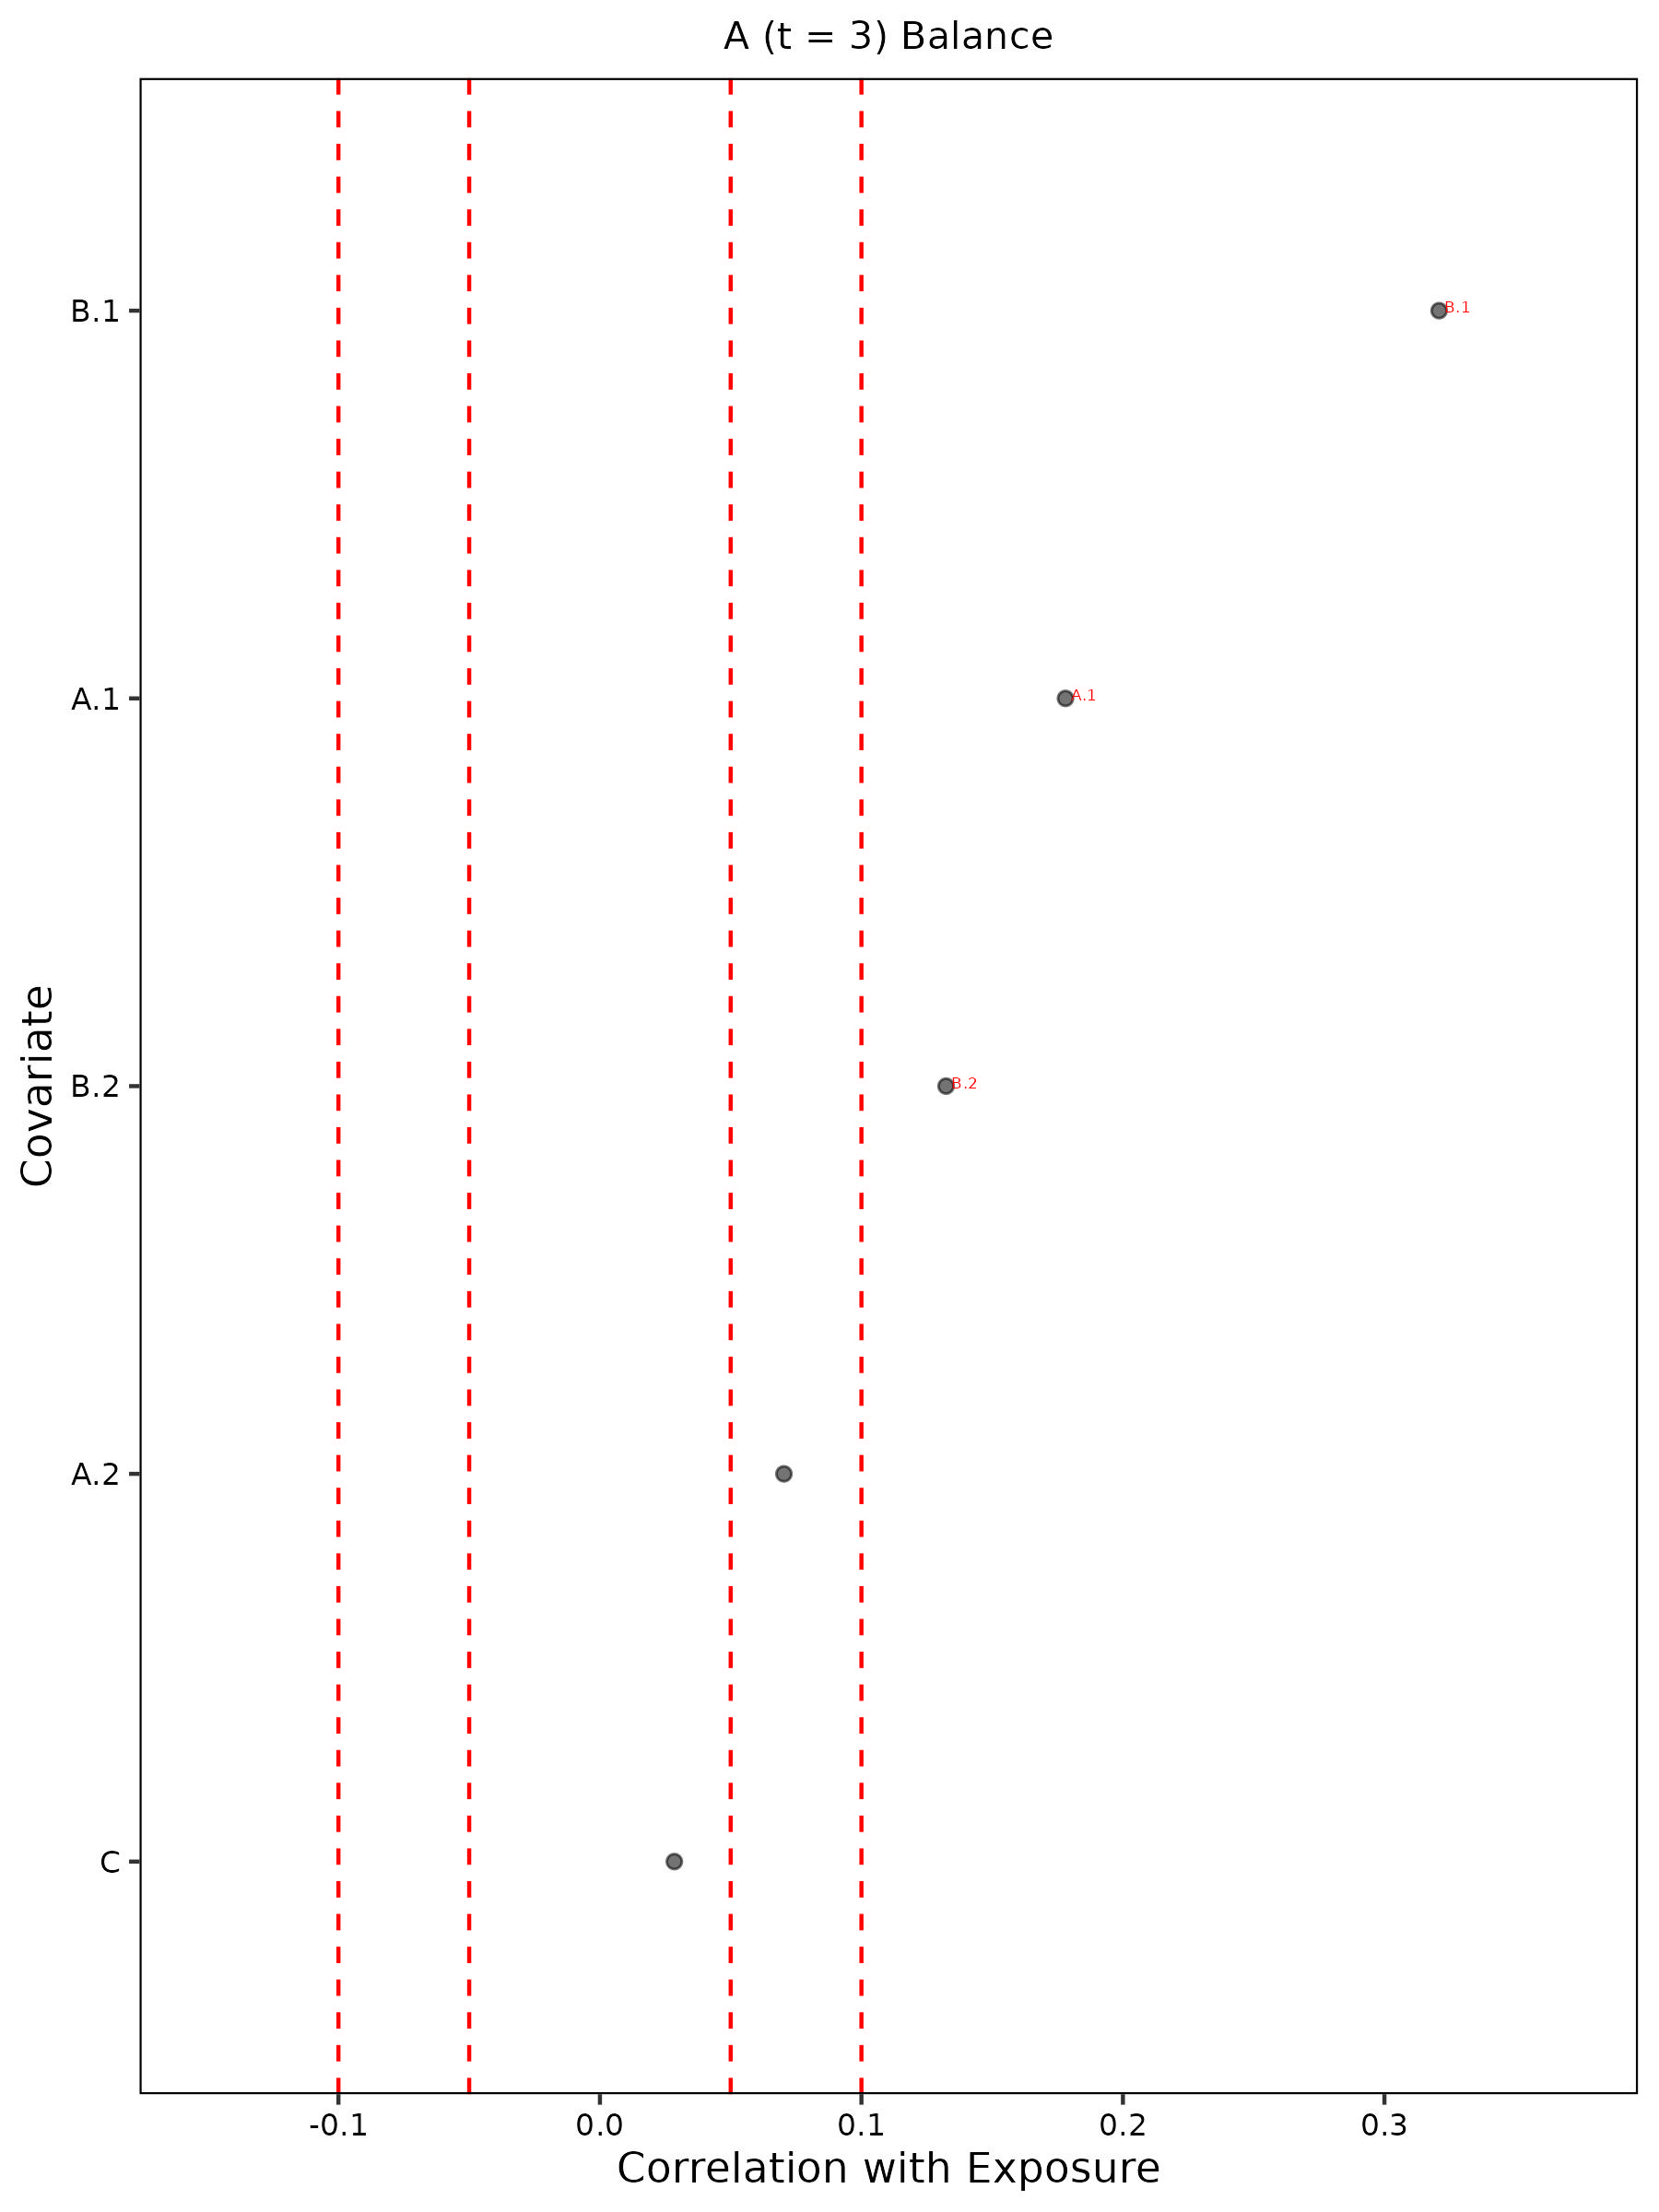 A (t = 3) Balance
B.1
B.1
A.1
A.1
Covariate
B.2
B.2
A.2
C
-0.1 0.0 0.1 0.2 0.3
Correlation with Exposure